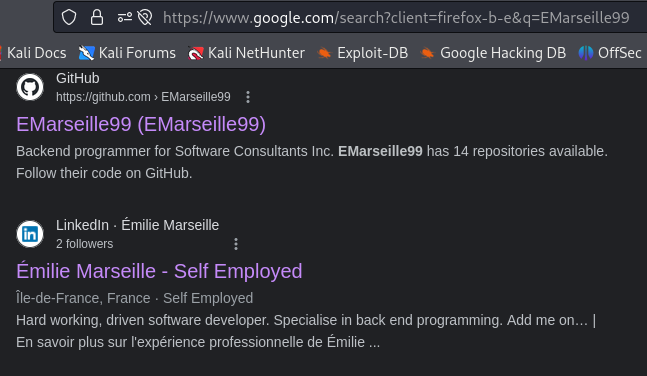 https://www.google.com/search?client=firefox-b-e&q=EMarseille99
Kali Docs Kali Forums Kali NetHunter Exploit-DB Google Hacking DB OffSec
GitHub
https://github.com › EMarseille99
EMarseille99 (EMarseille99)
Backend programmer for Software Consultants Inc. EMarseille99 has 14 repositories available.
Follow their code on GitHub.
LinkedIn · Émilie Marseille
2 followers
Émilie Marseille - Self Employed
Île-de-France, France · Self Employed
Hard working, driven software developer. Specialise in back end programming. Add me on… |
En savoir plus sur l'expérience professionnelle de Émilie ...